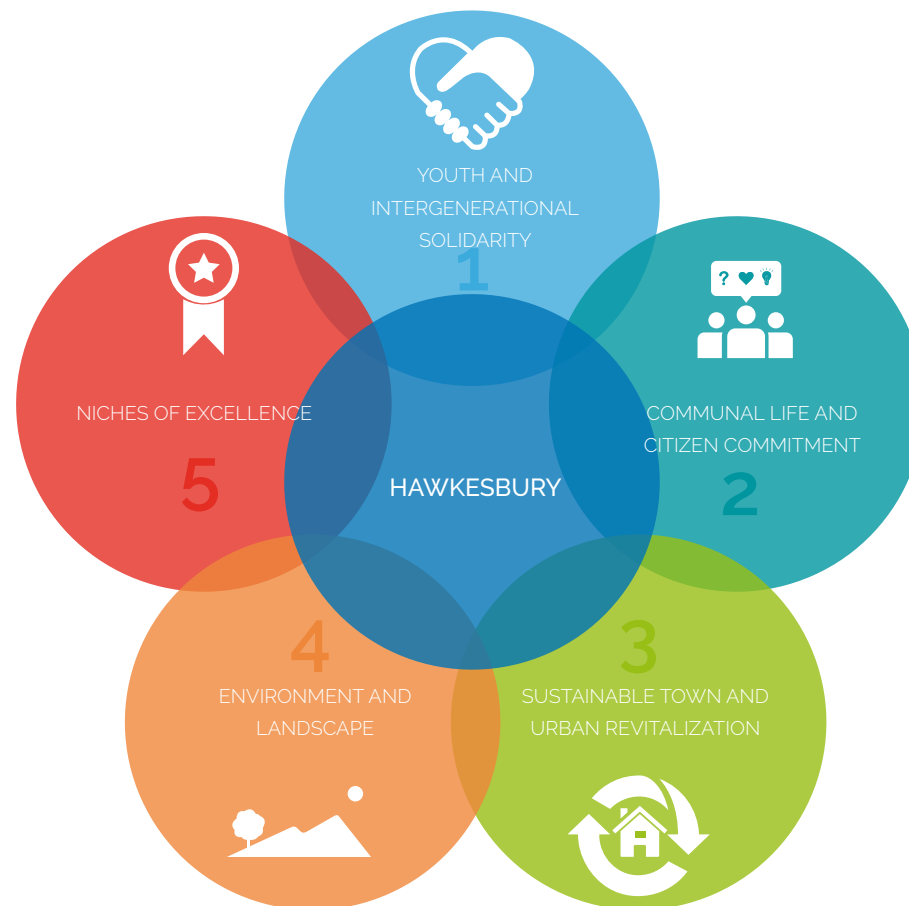 YOUTH AND
INTERGENERATIONAL
SOLIDARITY
1
NICHES OF EXCELLENCE
5
?
COMMUNAL LIFE AND
CITIZEN COMMITMENT
2
HAWKESBURY
4
ENVIRONMENT AND
LANDSCAPE
3
SUSTAINABLE TOWN AND
URBAN REVITALIZATION